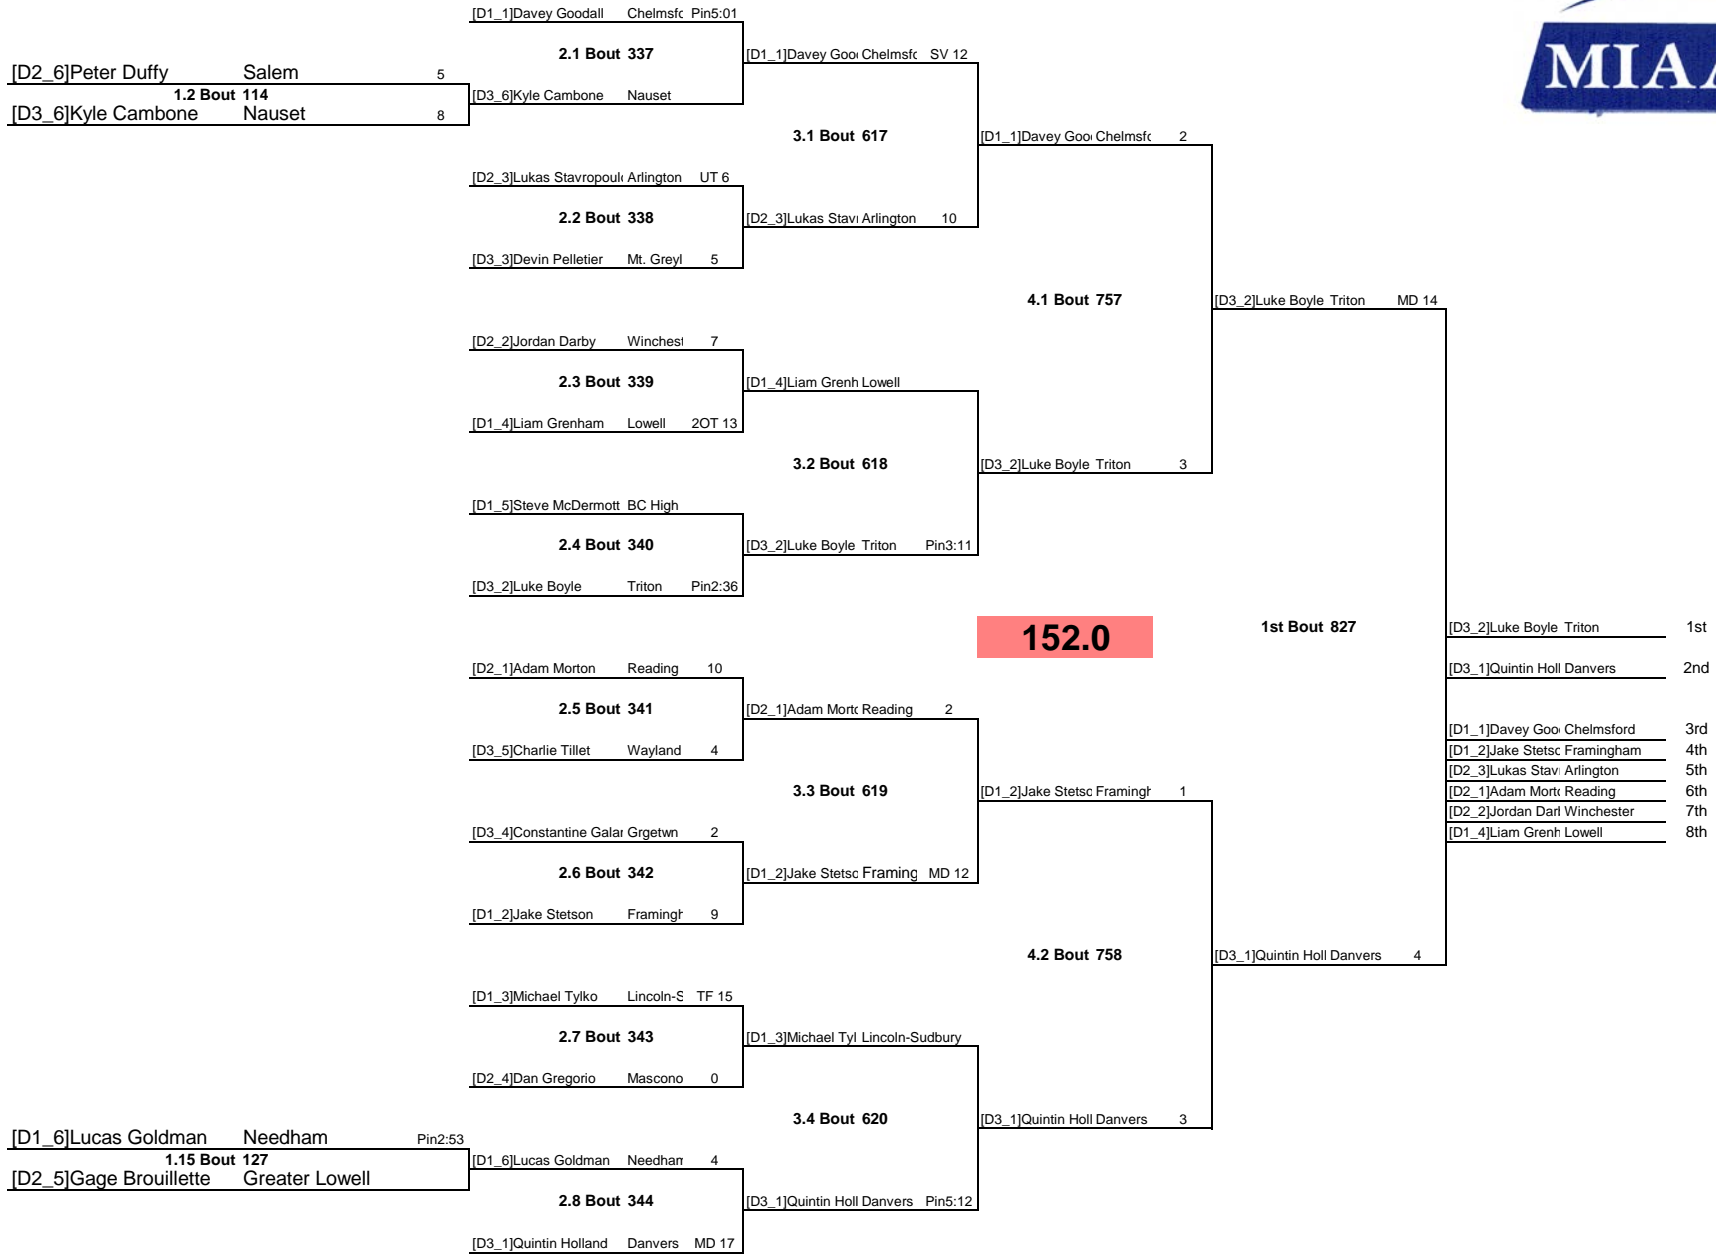 [D1_1]Davey Goodall Chelmsfc Pin5:01
2.1 Bout 337
[D1_1]Davey Goo Chelmsfc SV 12
[D2_6]Peter Duffy Salem 5
1.2 Bout 114
[D3_6]Kyle Cambone Nauset
[D3_6]Kyle Cambone Nauset 8
MIAA
3.1 Bout 617
[D1_1]Davey Goo Chelmsfc 2
[D2_3]Lukas Stavropoul Arlington UT 6
2.2 Bout 338
[D2_3]Lukas Stav Arlington 10
[D3_3]Devin Pelletier Mt. Greyl 5
4.1 Bout 757
[D3_2]Luke Boyle Triton MD 14
[D2_2]Jordan Darby Winchest 7
2.3 Bout 339
[D1_4]Liam Grenh Lowell
[D1_4]Liam Grenham Lowell 2OT 13
3.2 Bout 618
[D3_2]Luke Boyle Triton 3
[D1_5]Steve McDermott BC High
2.4 Bout 340
[D3_2]Luke Boyle Triton Pin3:11
[D3_2]Luke Boyle Triton Pin2:36
152.0
1st Bout 827
[D3_2]Luke Boyle Triton 1st
[D2_1]Adam Morton Reading 10
[D3_1]Quintin Holl Danvers 2nd
2.5 Bout 341
[D2_1]Adam Mortc Reading 2
[D1_1]Davey Goo Chelmsford 3rd
[D3_5]Charlie Tillet Wayland 4
[D1_2]Jake Stetsc Framingham 4th
[D2_3]Lukas Stav Arlington 5th
3.3 Bout 619
[D1_2]Jake Stetsc Framingh 1
[D2_1]Adam Mortc Reading 6th
[D2_2]Jordan Darl Winchester 7th
[D3_4]Constantine Galar Grgetwn 2
[D1_4]Liam Grenh Lowell 8th
2.6 Bout 342
[D1_2]Jake Stetsc Framing MD 12
[D1_2]Jake Stetson Framingh 9
4.2 Bout 758
[D3_1]Quintin Holl Danvers 4
[D1_3]Michael Tylko Lincoln-S TF 15
2.7 Bout 343
[D1_3]Michael Tyl Lincoln-Sudbury
[D2_4]Dan Gregorio Mascono 0
3.4 Bout 620
[D3_1]Quintin Holl Danvers 3
[D1_6]Lucas Goldman Needham Pin2:53
1.15 Bout 127
[D1_6]Lucas Goldman Needham 4
[D2_5]Gage Brouillette Greater Lowell
2.8 Bout 344
[D3_1]Quintin Holl Danvers Pin5:12
[D3_1]Quintin Holland Danvers MD 17